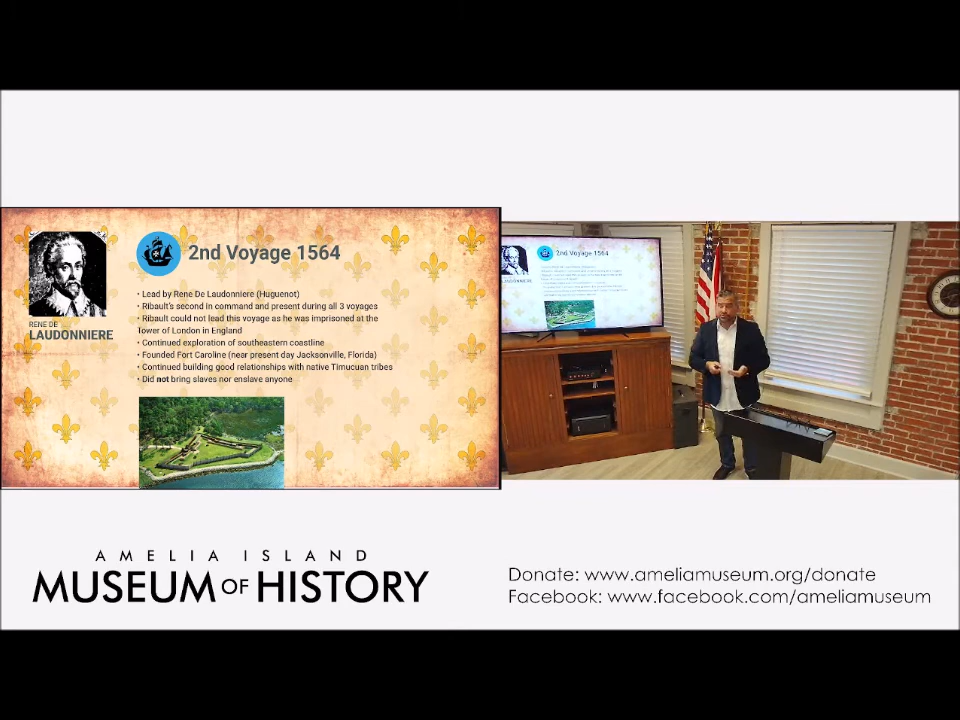 2nd Voyage 1564
RENE DE
LAUDONNIERE
• Lead by Rene De Laudonniere (Huguenot)
• Ribault's second in command and present during all 3 voyages
• Ribault could not lead this voyage as he was imprisoned at the
Tower of London in England
• Continued exploration of southeastern coastline
• Founded Fort Caroline (near present day Jacksonville, Florida)
• Continued building good relationships with native Timucuan tribes
• Did not bring slaves nor enslave anyone
2nd Voyage 1564
AMELIA ISLAND
MUSEUM OF HISTORY
Donate: www.ameliamuseum.org/donate
Facebook: www.facebook.com/ameliamuseum